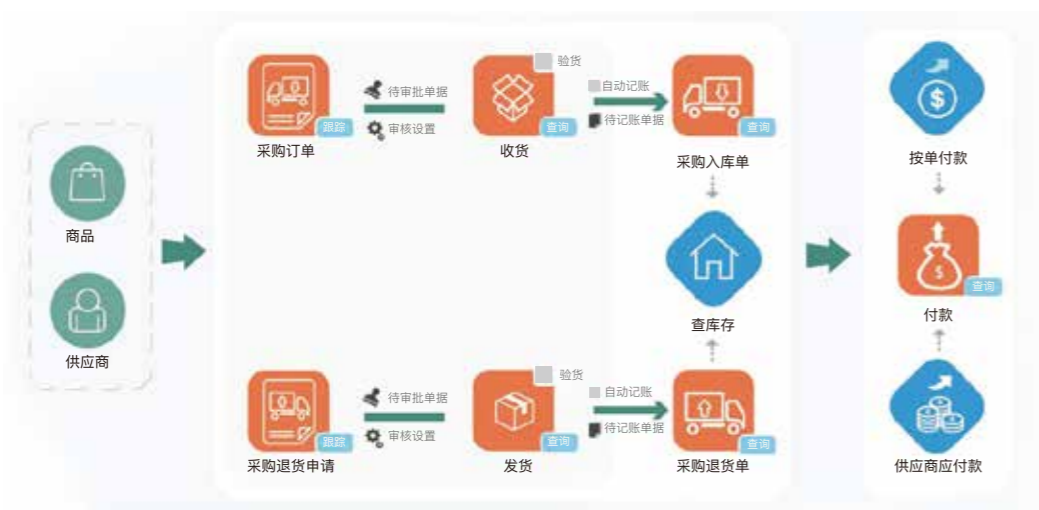 商品
供应商
跟踪
采购订单
待审批单据
审核设置
验货
查询
收货
自动记账
待记账单据
查询
采购入库单
查库存
跟踪
采购退货申请
待审批单据
审核设置
验货
查询
发货
自动记账
待记账单据
查询
采购退货单
$
按单付款
$
查询
付款
供应商应付款